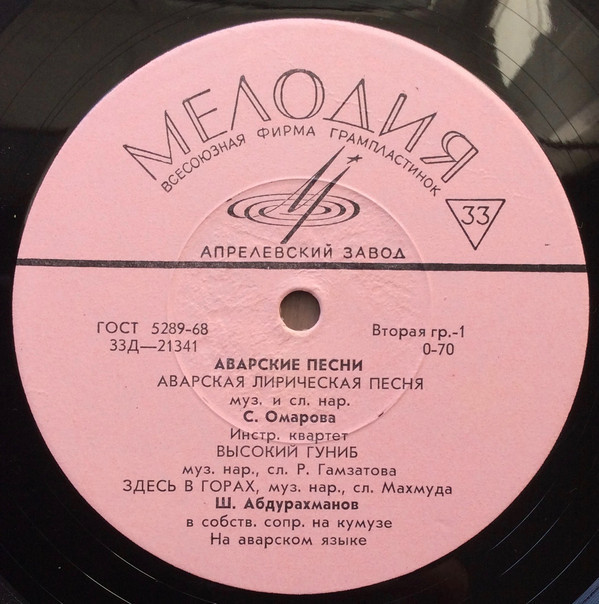 МЕЛОДИЯ
ВСЕСОЮЗНАЯ ФИРМА ГРАМПЛАСТИНОК
33
АПРЕЛЕВСКИЙ ЗАВОД
ГОСТ 5289-68 Вторая гр.-1
33Д—21341 0-70
АВАРСКИЕ ПЕСНИ
АВАРСКАЯ ЛИРИЧЕСКАЯ ПЕСНЯ
муз. и сл. нар.
С. Омарова
Инстр. квартет
ВЫСОКИЙ ГУНИБ
муз. нар., сл. Р. Гамзатова
ЗДЕСЬ В ГОРАХ, муз. нар., сл. Махмуда
Ш. Абдурахманов
в собств. сопр. на кумузе
На аварском языке